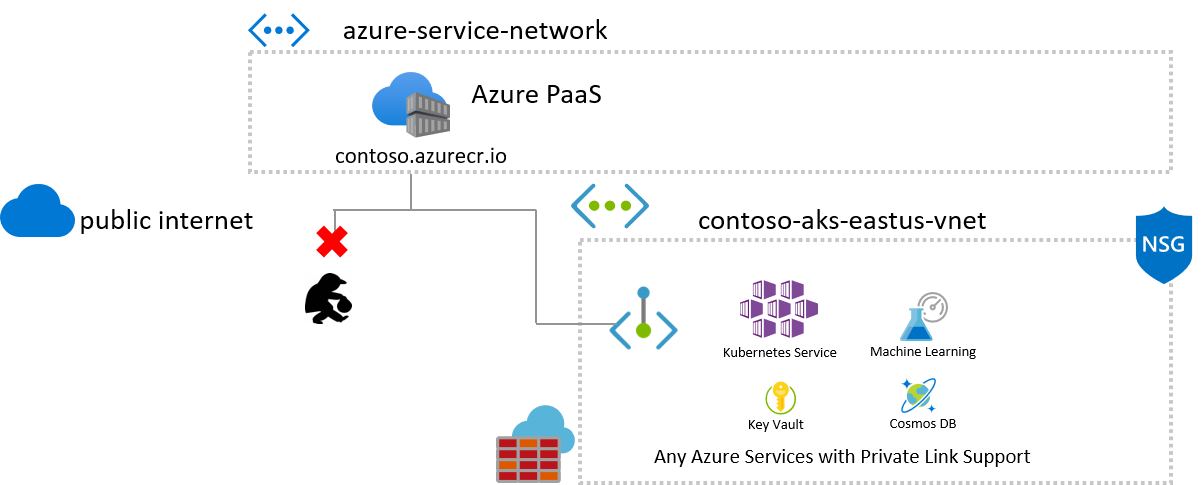 azure-service-network
Azure PaaS
contoso.azurecr.io
public internet
contoso-aks-eastus-vnet
NSG
Kubernetes Service
Machine Learning
Key Vault
Cosmos DB
Any Azure Services with Private Link Support